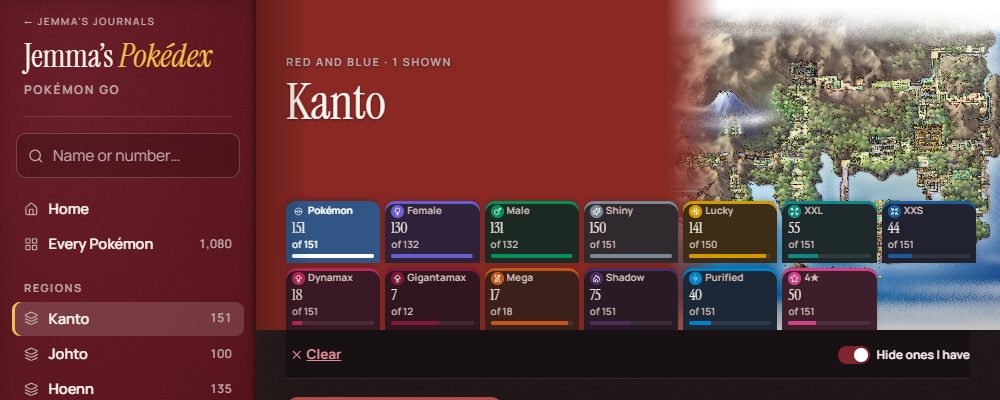 ← JEMMA'S JOURNALS
Jemma's Pokédex
POKÉMON GO
Name or number...
Home
Every Pokémon 1,080
REGIONS
Kanto 151
Johto 100
Hoenn 135
RED AND BLUE · 1 SHOWN
Kanto
Pokémon
151
of 151
Female
130
of 132
Male
131
of 132
Shiny
150
of 151
Lucky
141
of 150
XXL
55
of 151
XXS
44
of 151
Dynamax
18
of 151
Gigantamax
7
of 12
Mega
17
of 18
Shadow
75
of 151
Purified
40
of 151
4★
50
of 151
Clear
Hide ones I have